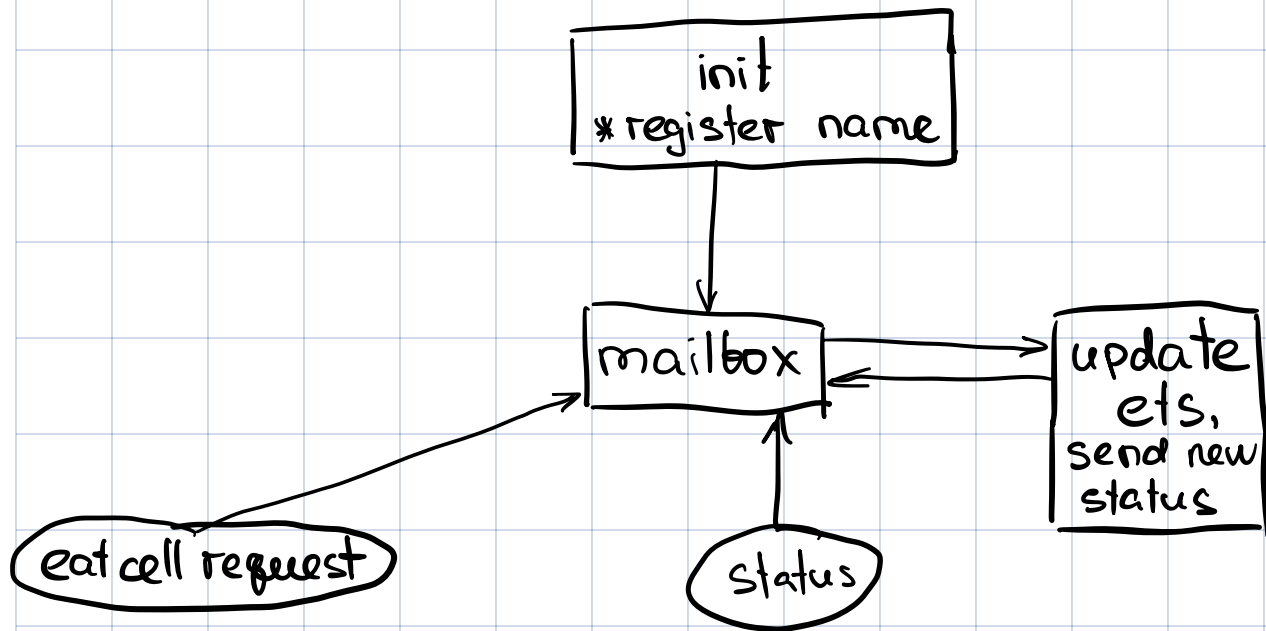 init
*register name
mailbox
update
ets,
send new
status
eat cell request
status